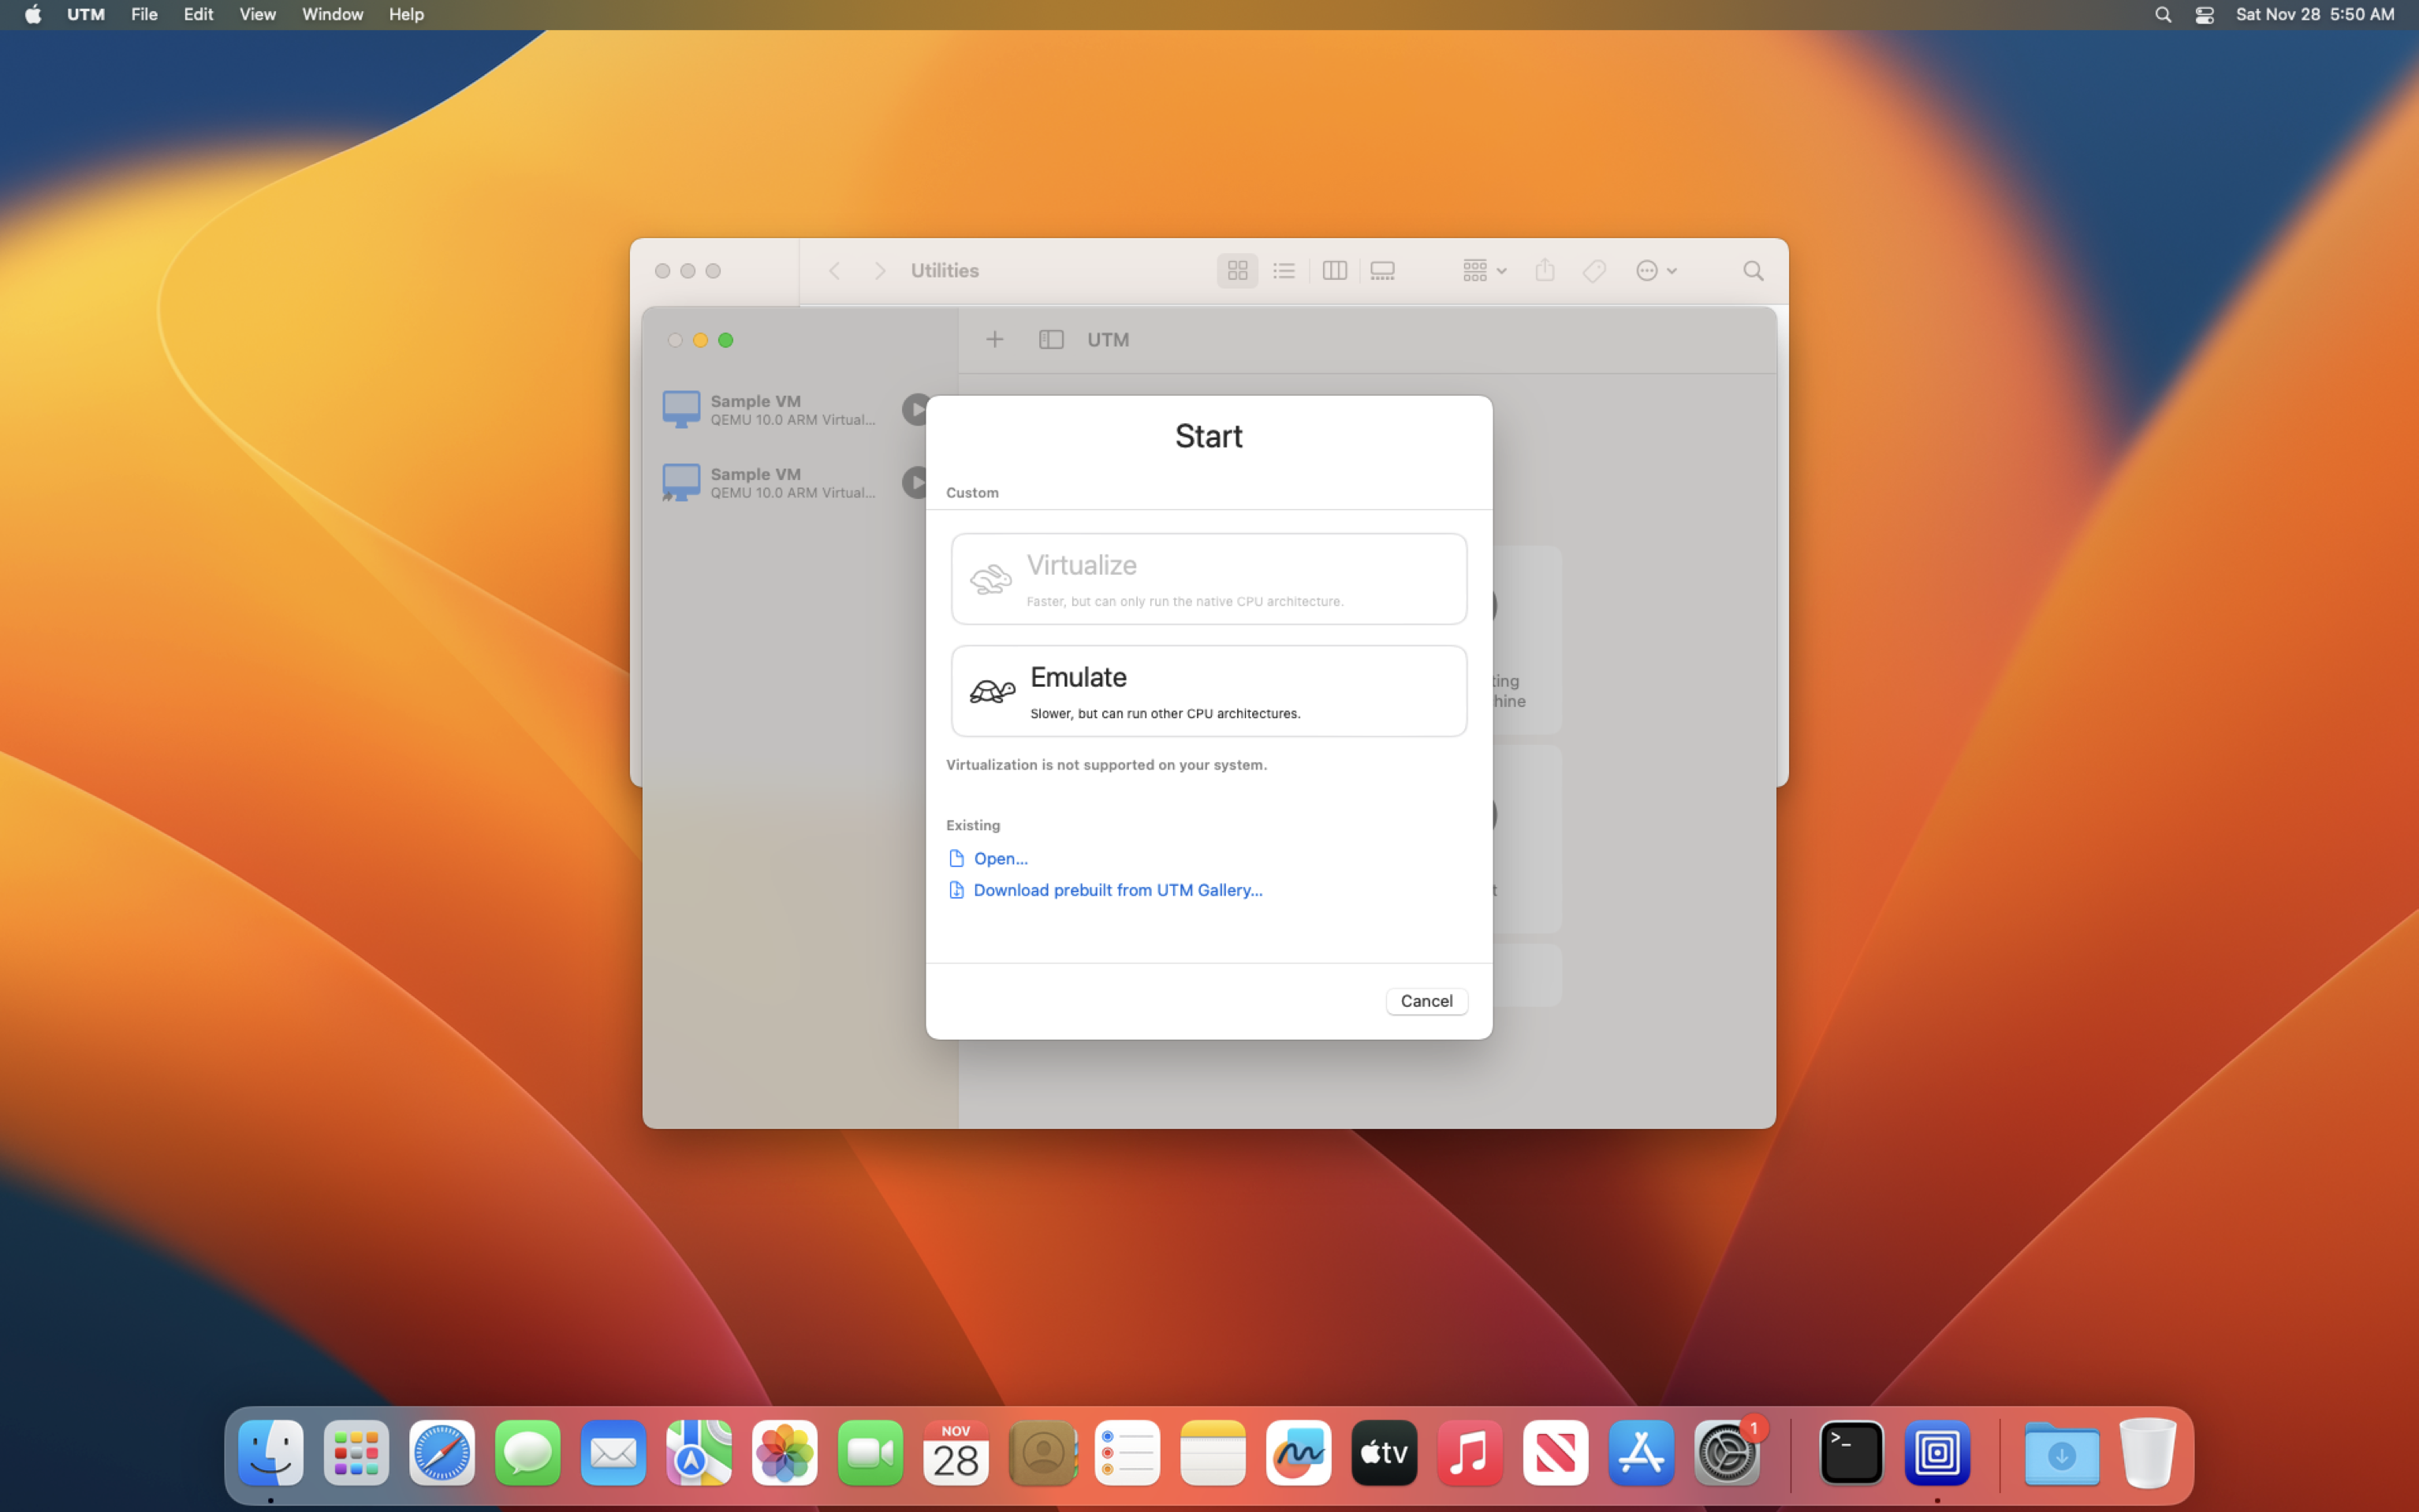 UTM File Edit View Window Help
Sat Nov 28 5:50 AM
Utilities
UTM
Sample VM
QEMU 10.0 ARM Virtual...
Sample VM
QEMU 10.0 ARM Virtual...
Start
Custom
Virtualize
Faster, but can only run the native CPU architecture.
Emulate
Slower, but can run other CPU architectures.
Virtualization is not supported on your system.
Existing
Open...
Download prebuilt from UTM Gallery...
Cancel
ting
hine
t
NOV
28
tv
1
>_